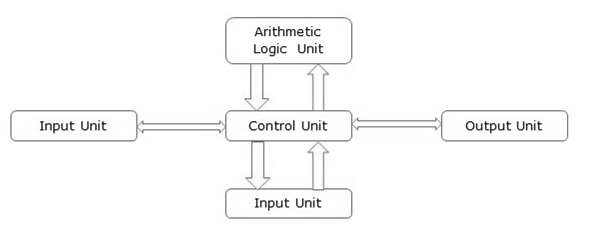 Arithmetic
Logic Unit
Input Unit
Control Unit
Output Unit
Input Unit